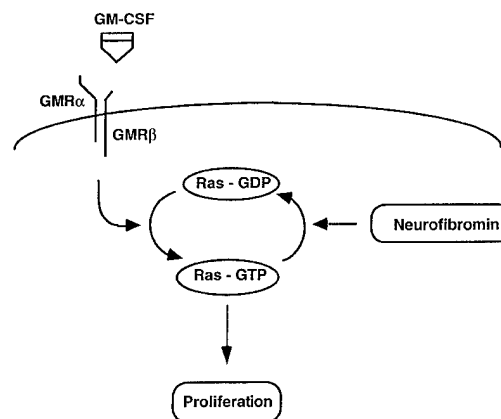 GM-CSF
GMRα
GMRβ
Ras - GDP
Neurofibromin
Ras - GTP
Proliferation